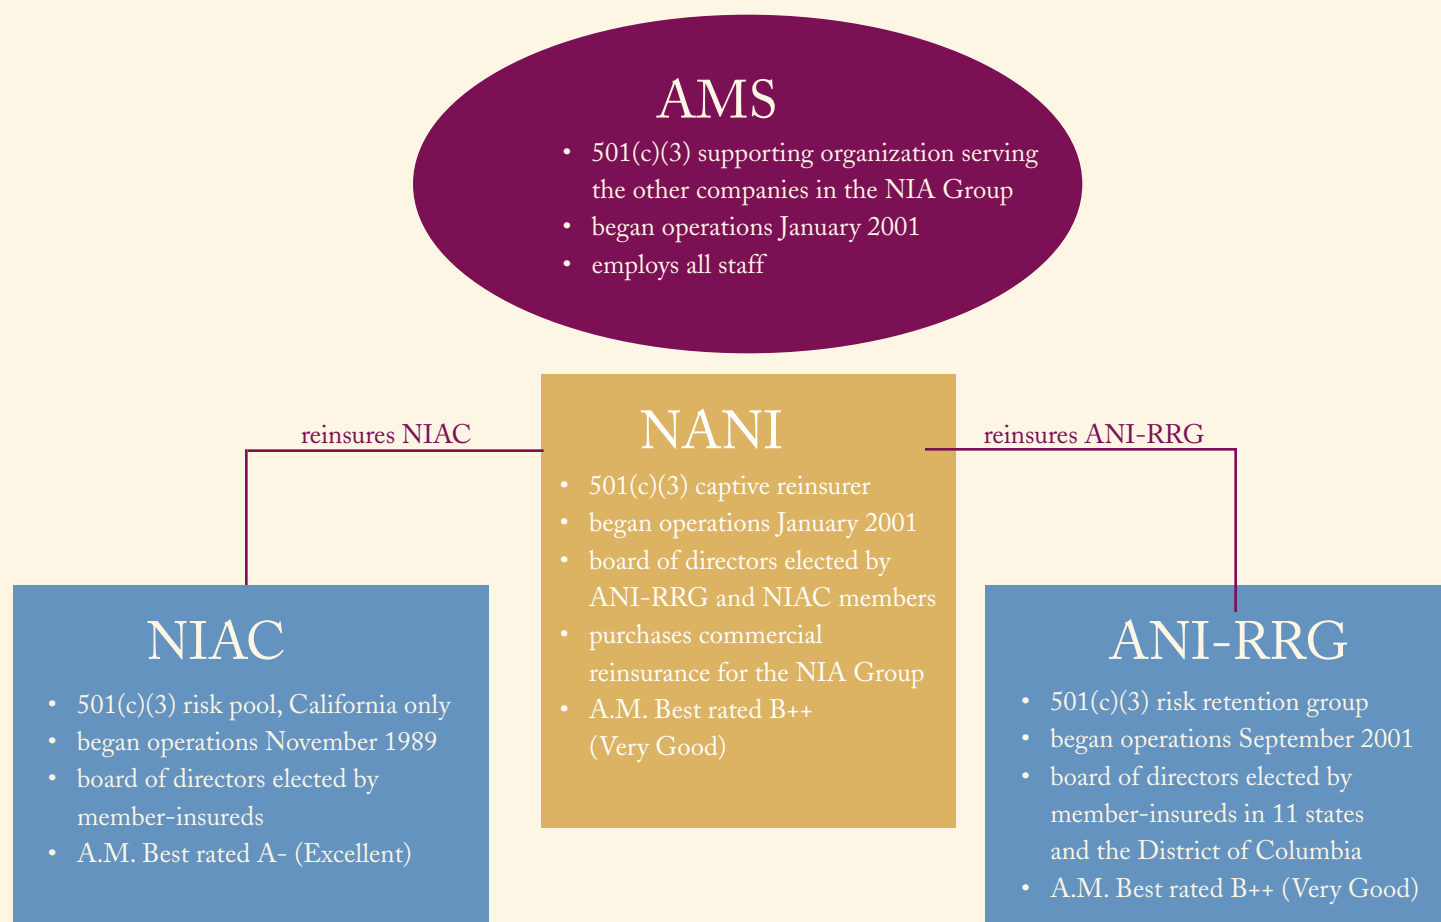 AMS
• 501(c)(3) supporting organization serving
the other companies in the NIA Group
• began operations January 2001
• employs all staff
reinsures NIAC
NANI
• 501(c)(3) captive reinsurer
• began operations January 2001
• board of directors elected by
ANI-RRG and NIAC members
• purchases commercial
reinsurance for the NIA Group
• A.M. Best rated B++
(Very Good)
reinsures ANI-RRG
NIAC
• 501(c)(3) risk pool, California only
• began operations November 1989
• board of directors elected by
member-insureds
• A.M. Best rated A- (Excellent)
ANI-RRG
• 501(c)(3) risk retention group
• began operations September 2001
• board of directors elected by
member-insureds in 11 states
and the District of Columbia
• A.M. Best rated B++ (Very Good)